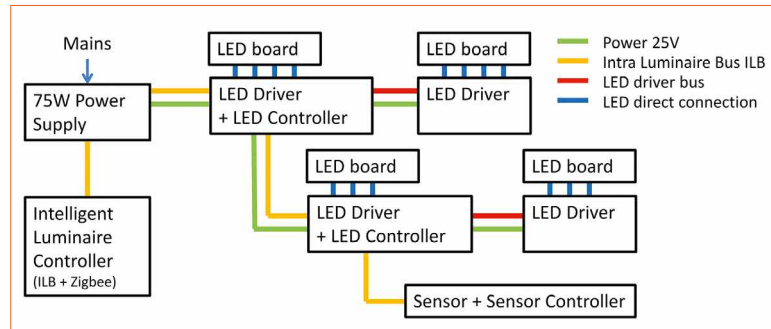 Mains
75W Power
Supply
Intelligent
Luminaire
Controller
(ILB + Zigbee)
LED board
LED Driver
+ LED Controller
LED board
LED Driver
LED board
LED Driver
+ LED Controller
LED board
LED Driver
Sensor + Sensor Controller
Power 25V
Intra Luminaire Bus ILB
LED driver bus
LED direct connection